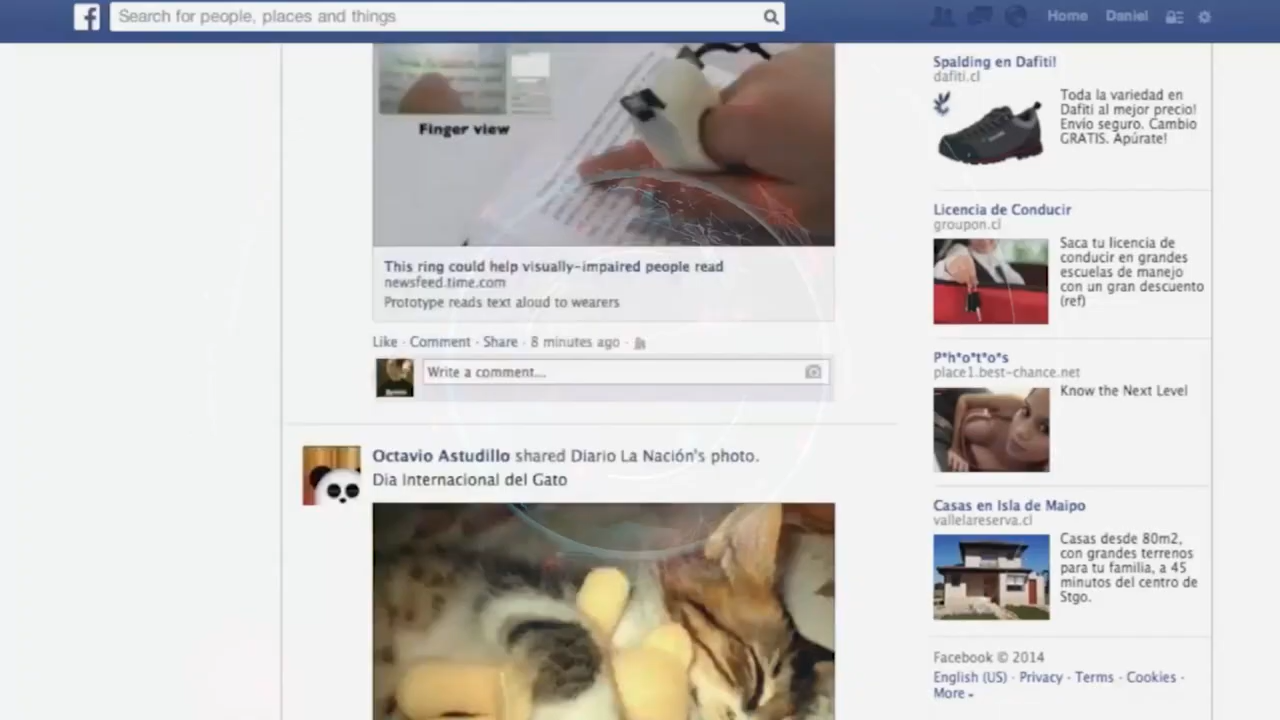 Search for people, places and things
Home Daniel
Finger view
This ring could help visually-impaired people read
newsfeed.time.com
Prototype reads text aloud to wearers
Like · Comment · Share · 8 minutes ago ·
Write a comment...
Octavio Astudillo shared Diario La Nación's photo.
Dia Internacional del Gato
Spalding en Dafiti!
dafiti.cl
Toda la variedad en
Dafiti al mejor precio!
Envío seguro. Cambio
GRATIS. Apúrate!
Licencia de Conducir
groupon.cl
Saca tu licencia de
conducir en grandes
escuelas de manejo
con un gran descuento
(ref)
P*h*o*t*o*s
place1.best-chance.net
Know the Next Level
Casas en Isla de Maipo
vallelareserva.cl
Casas desde 80m2,
con grandes terrenos
para tu familia, a 45
minutos del centro de
Stgo.
Facebook © 2014
English (US) · Privacy · Terms · Cookies ·
More